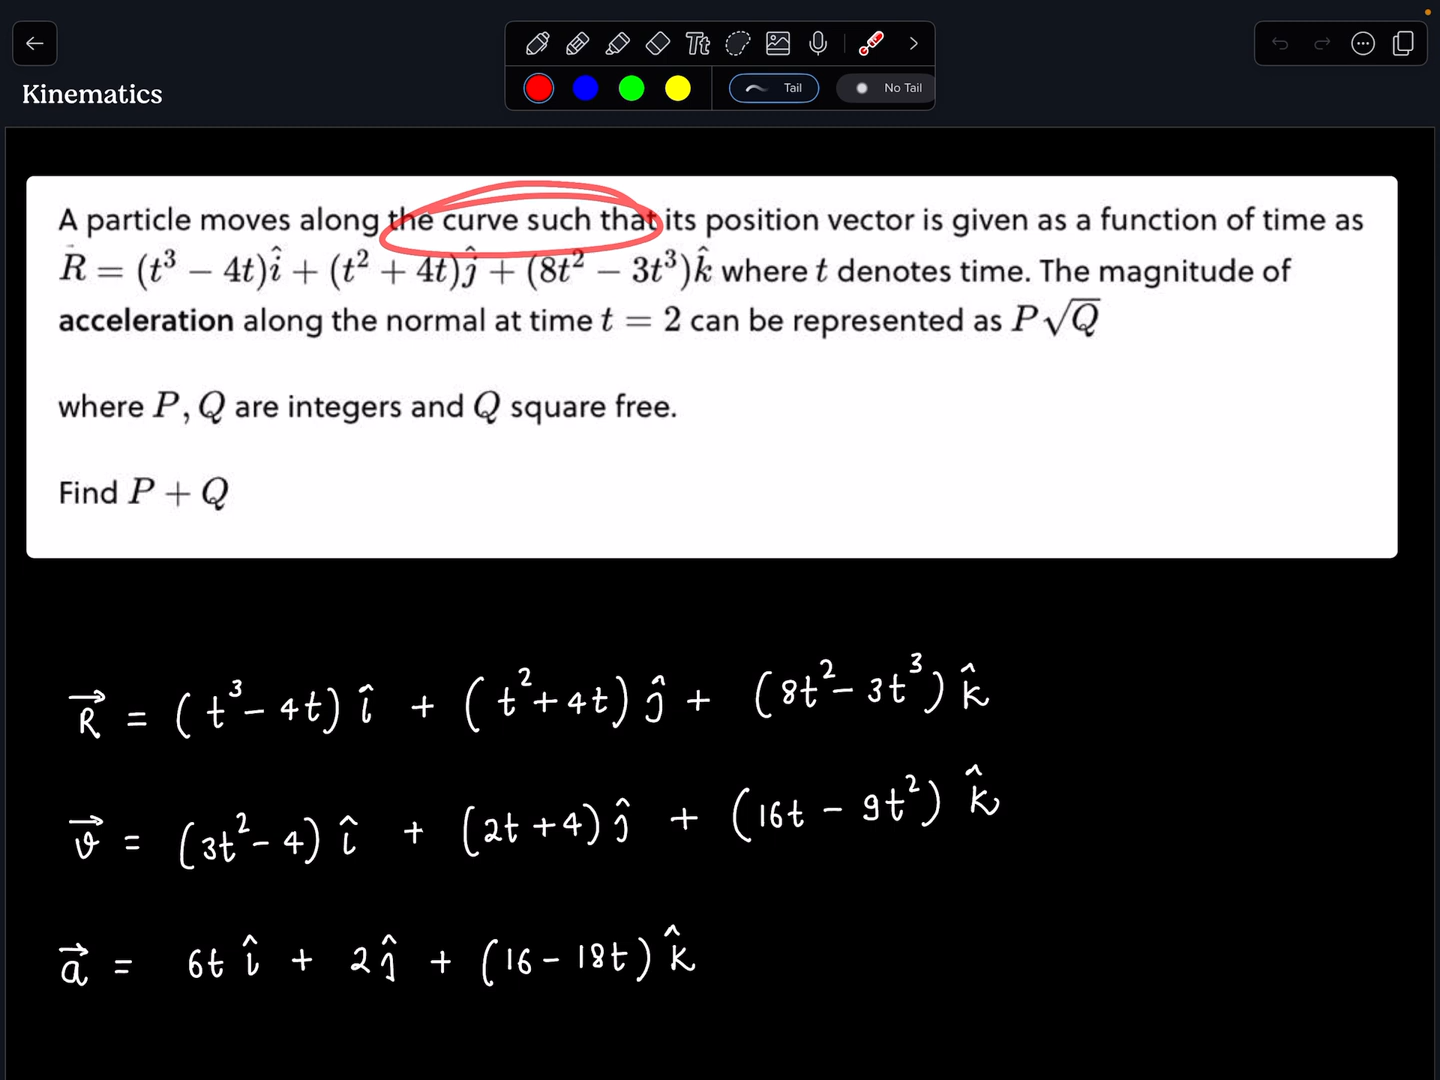 Tt
Tail
No Tail
Kinematics
A particle moves along the curve such that its position vector is given as a function of time as
R = (t³ − 4t)î + (t² + 4t)ĵ + (8t² − 3t³)k̂ where t denotes time. The magnitude of
acceleration along the normal at time t = 2 can be represented as P√Q
where P, Q are integers and Q square free.
Find P + Q
R⃗ = (t³ − 4t) î + (t² + 4t) ĵ + (8t² − 3t³) k̂
v⃗ = (3t² − 4) î + (2t + 4) ĵ + (16t − 9t²) k̂
a⃗ = 6t î + 2 ĵ + (16 − 18t) k̂